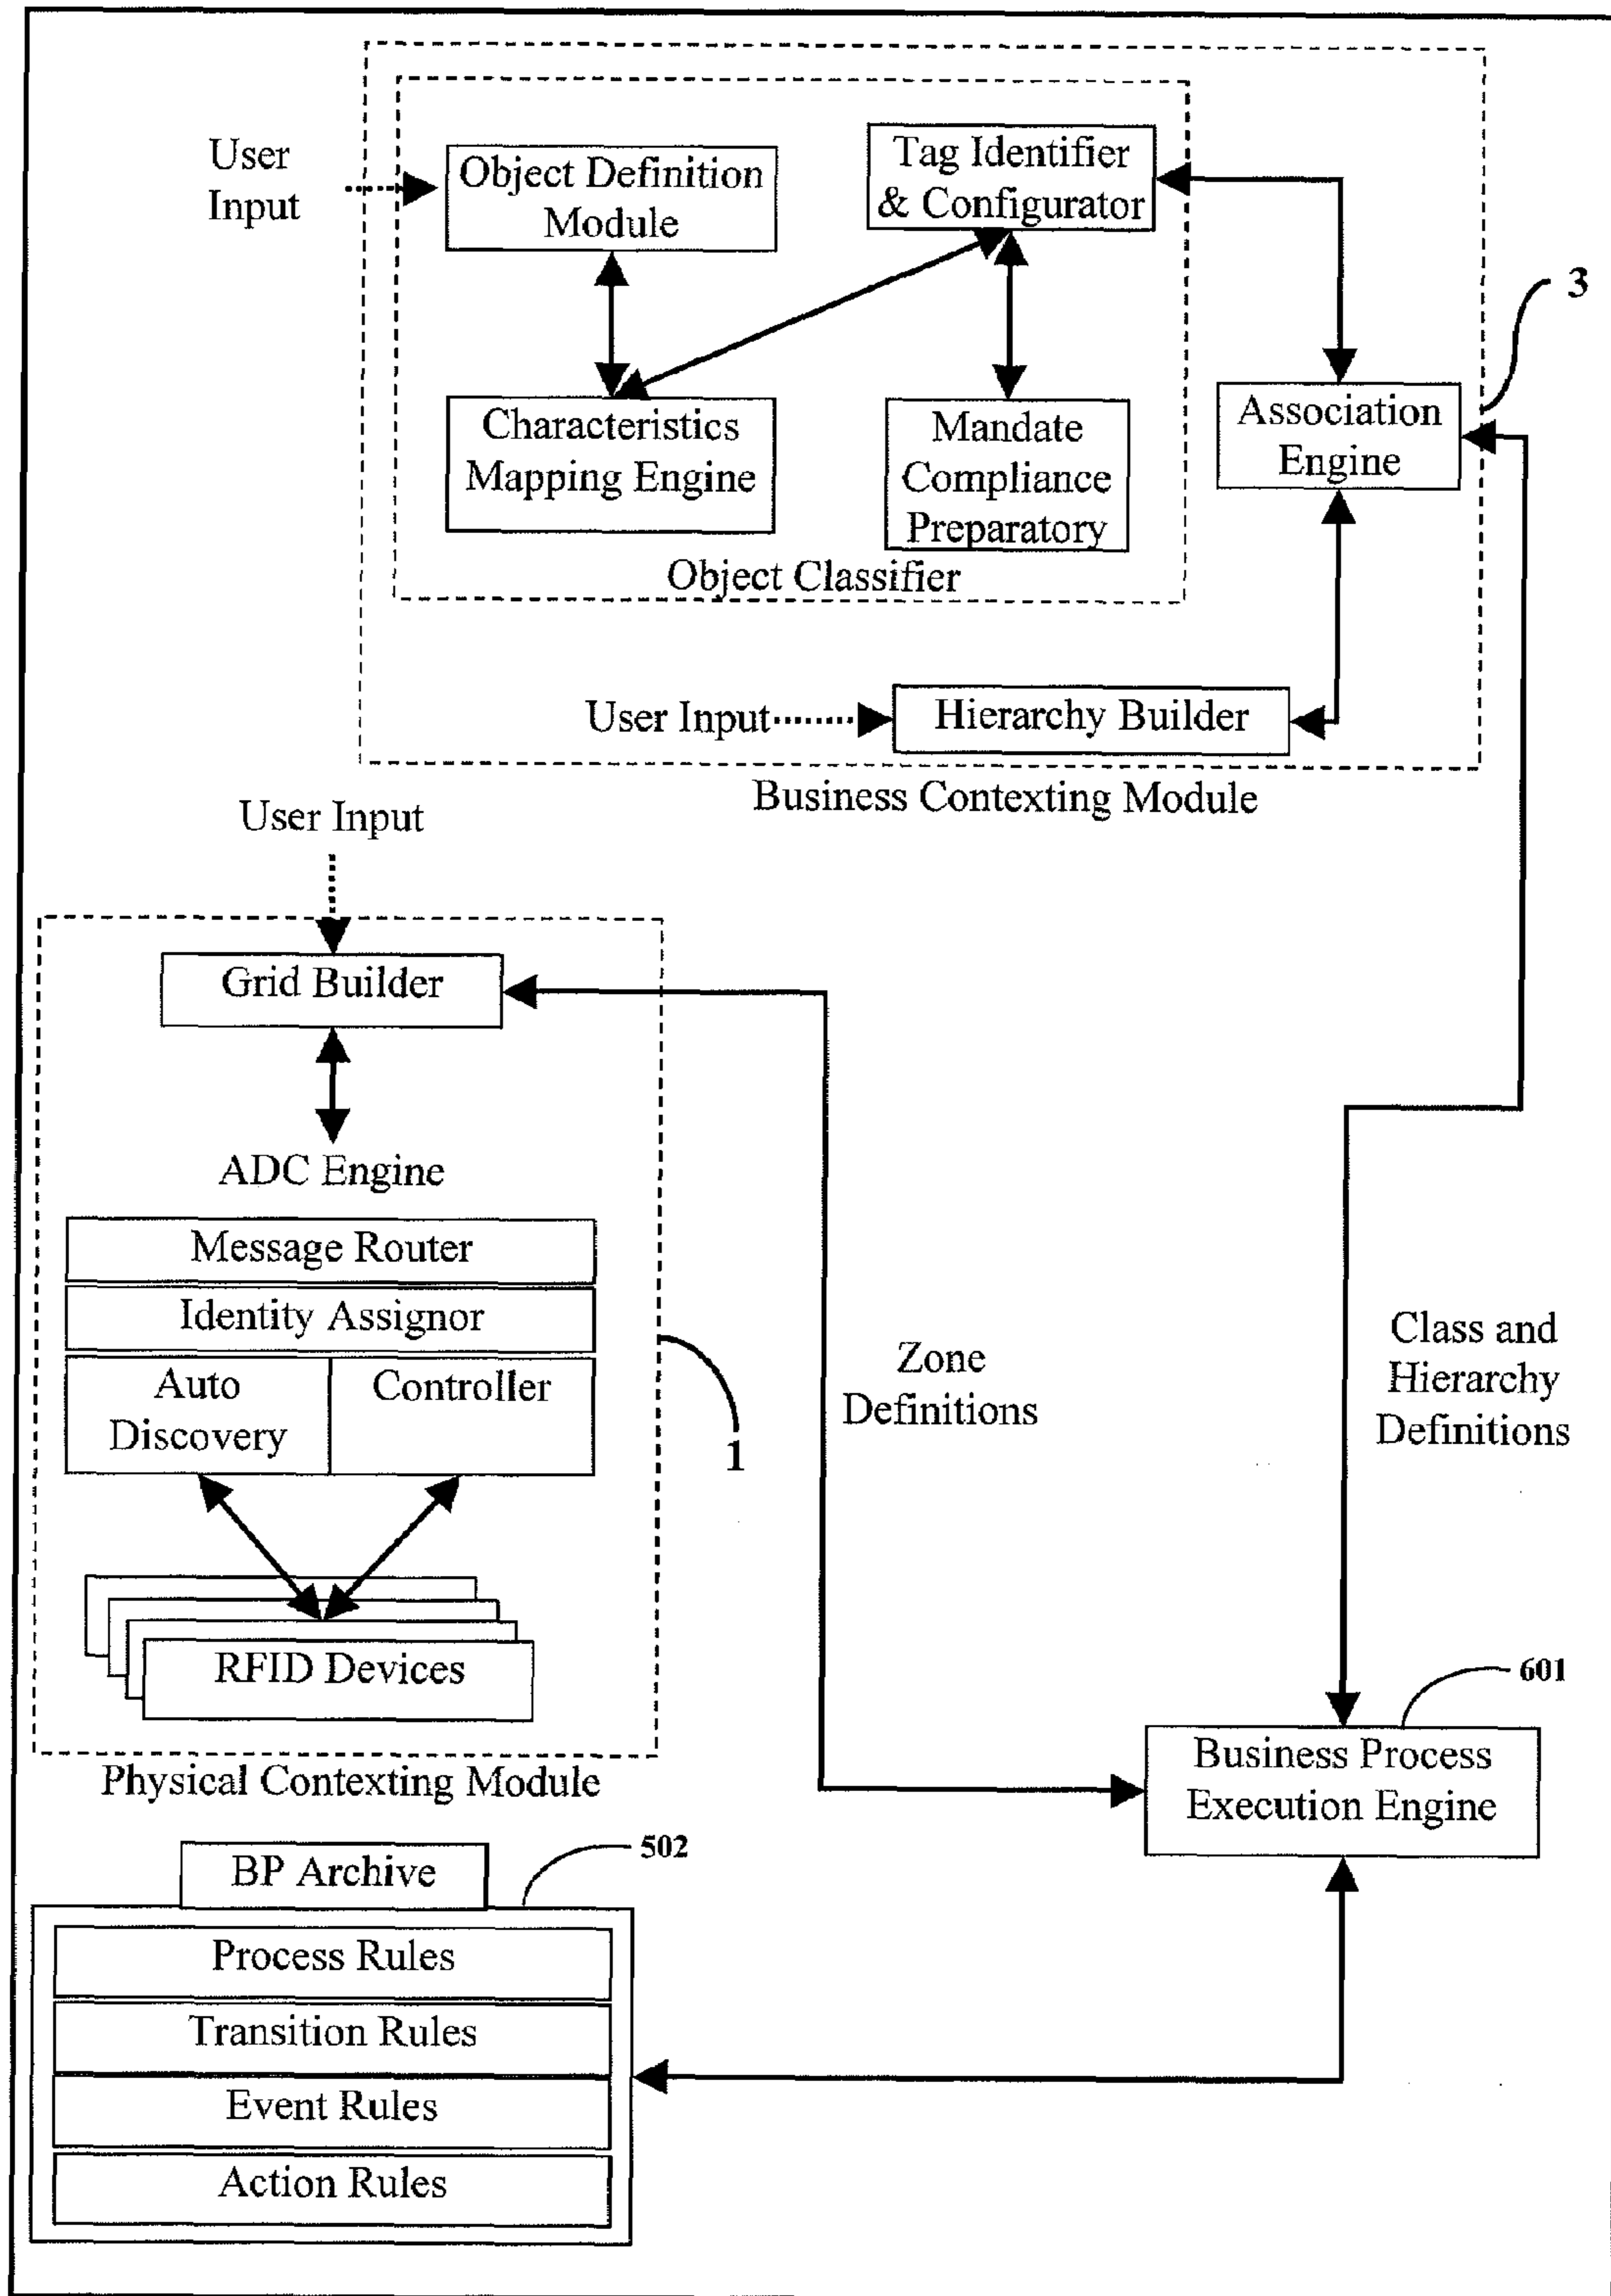 User
Input
Object Definition
Module
Tag Identifier
& Configurator
3
Characteristics
Mapping Engine
Mandate
Compliance
Preparatory
Association
Engine
Object Classifier
User Input
Hierarchy Builder
Business Contexting Module
User Input
Grid Builder
ADC Engine
Message Router
Identity Assignor
Auto
Discovery
Controller
1
Zone
Definitions
Class and
Hierarchy
Definitions
RFID Devices
Physical Contexting Module
601
Business Process
Execution Engine
502
BP Archive
Process Rules
Transition Rules
Event Rules
Action Rules